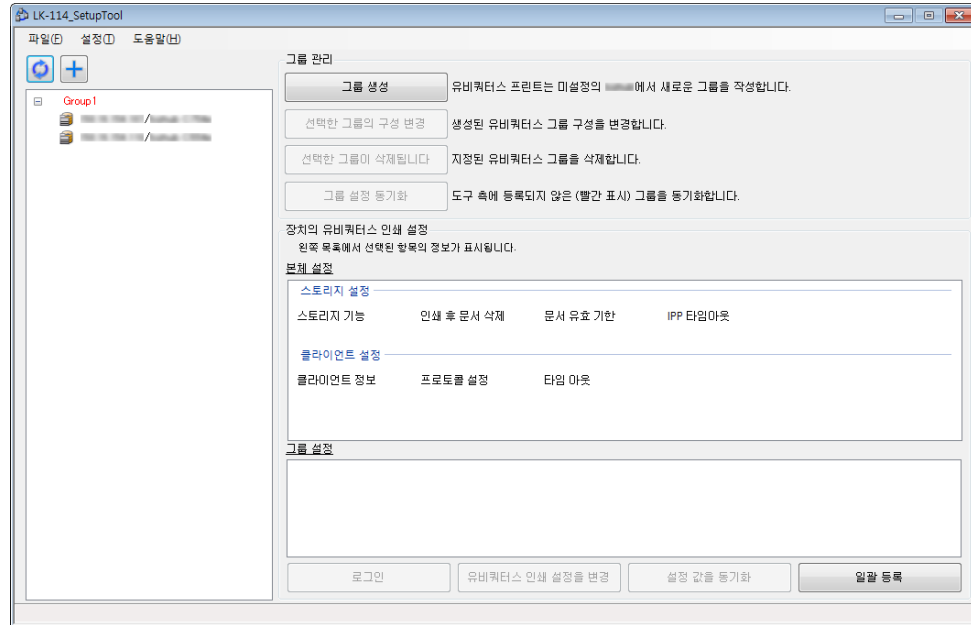 LK-114_SetupTool
파일(F) 설정(T) 도움말(H)
Group1
/
/
그룹 관리
그룹 생성 유비쿼터스 프린트는 미설정의 에서 새로운 그룹을 작성합니다.
선택한 그룹의 구성 변경 생성된 유비쿼터스 그룹 구성을 변경합니다.
선택한 그룹이 삭제됩니다 지정된 유비쿼터스 그룹을 삭제합니다.
그룹 설정 동기화 도구 측에 등록되지 않은 (빨간 표시) 그룹을 동기화합니다.
장치의 유비쿼터스 인쇄 설정
왼쪽 목록에서 선택된 항목의 정보가 표시됩니다.
본체 설정
스토리지 설정
스토리지 기능 인쇄 후 문서 삭제 문서 유효 기한 IPP 타임아웃
클라이언트 설정
클라이언트 정보 프로토콜 설정 타임 아웃
그룹 설정
로그인 유비쿼터스 인쇄 설정을 변경 설정 값을 동기화 일괄 등록